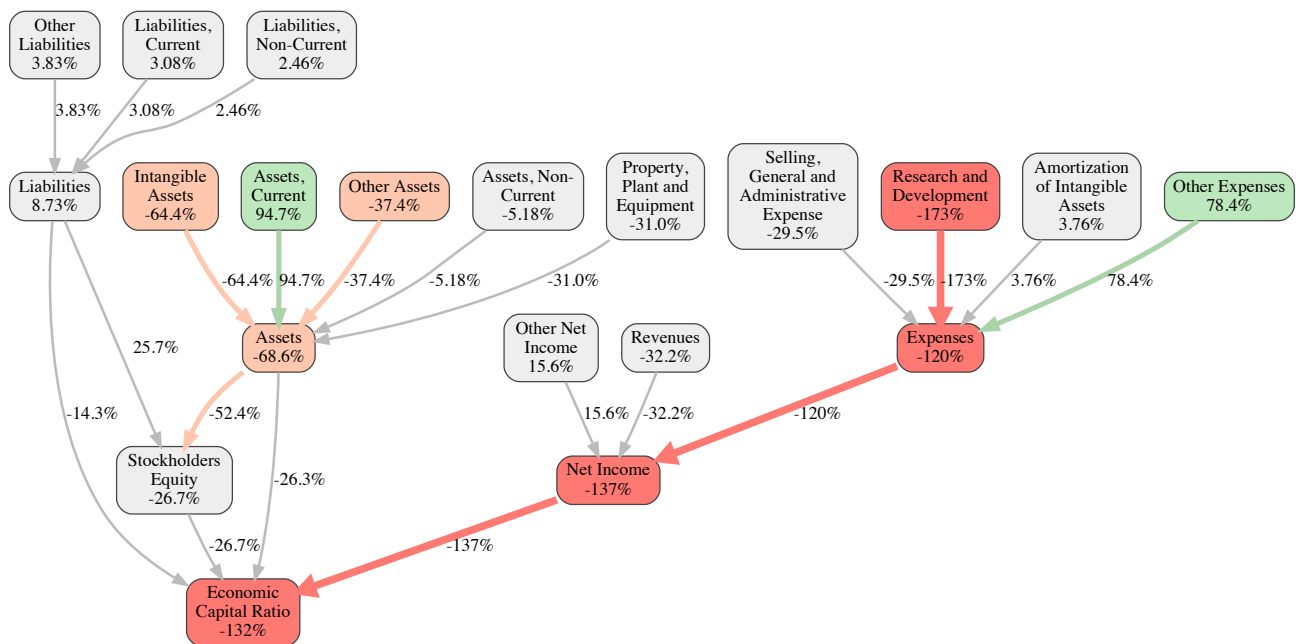 Other
Liabilities
3.83%
Liabilities,
Current
3.08%
Liabilities,
Non-Current
2.46%
3.83%
3.08%
2.46%
Liabilities
8.73%
Intangible
Assets
-64.4%
Assets,
Current
94.7%
Other Assets
-37.4%
Assets, Non-
Current
-5.18%
Property,
Plant and
Equipment
-31.0%
Selling,
General and
Administrative
Expense
-29.5%
Research and
Development
-173%
Amortization
of Intangible
Assets
3.76%
Other Expenses
78.4%
-64.4%
94.7%
-37.4%
-5.18%
-31.0%
-29.5%
-173%
3.76%
78.4%
Assets
-68.6%
Other Net
Income
15.6%
Revenues
-32.2%
Expenses
-120%
25.7%
-14.3%
-52.4%
-26.3%
15.6%
-32.2%
-120%
Stockholders
Equity
-26.7%
Net Income
-137%
-26.7%
-137%
Economic
Capital Ratio
-132%